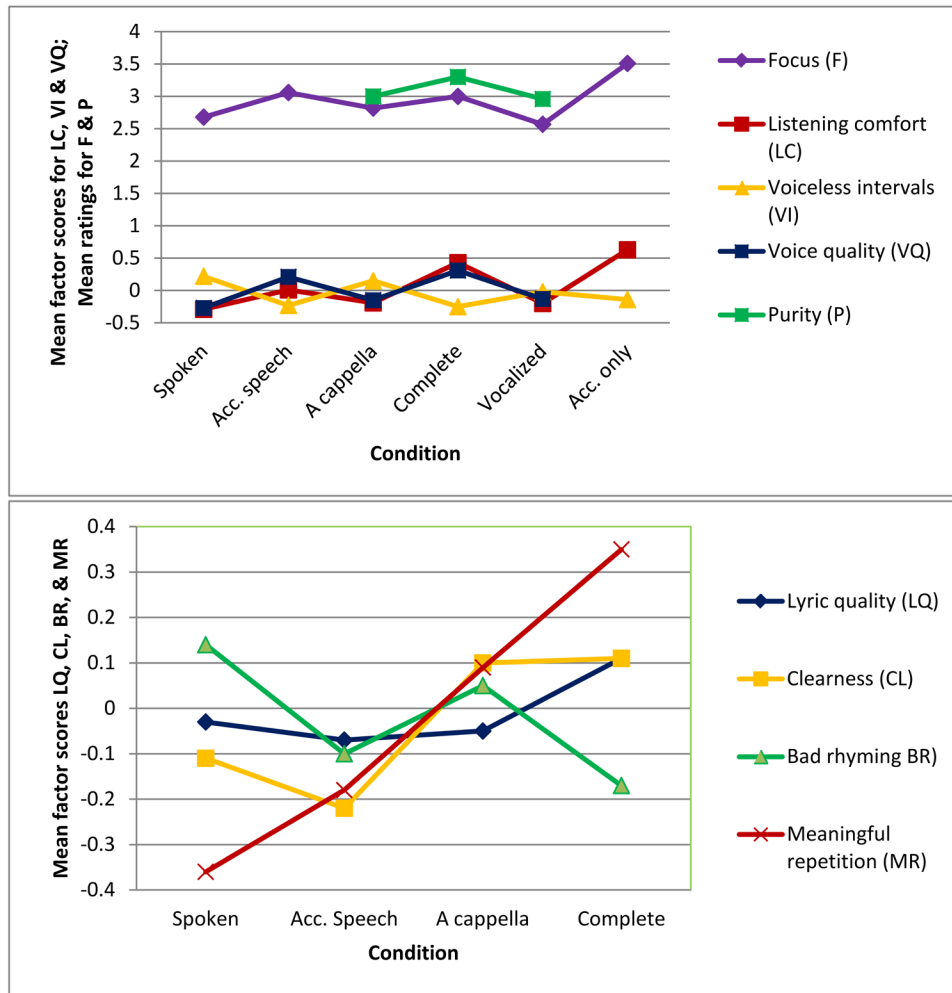 Mean factor scores for LC, VI & VQ;
Mean ratings for F & P
4
3.5
3
2.5
2
1.5
1
0.5
0
-0.5
Spoken
Acc. speech
A cappella
Complete
Vocalized
Acc. only
Condition
Focus (F)
Listening comfort
(LC)
Voiceless intervals
(VI)
Voice quality (VQ)
Purity (P)
Mean factor scores LQ, CL, BR, & MR
0.4
0.3
0.2
0.1
0
-0.1
-0.2
-0.3
-0.4
Spoken
Acc. Speech
A cappella
Complete
Condition
Lyric quality (LQ)
Clearness (CL)
Bad rhyming BR)
Meaningful
repetition (MR)